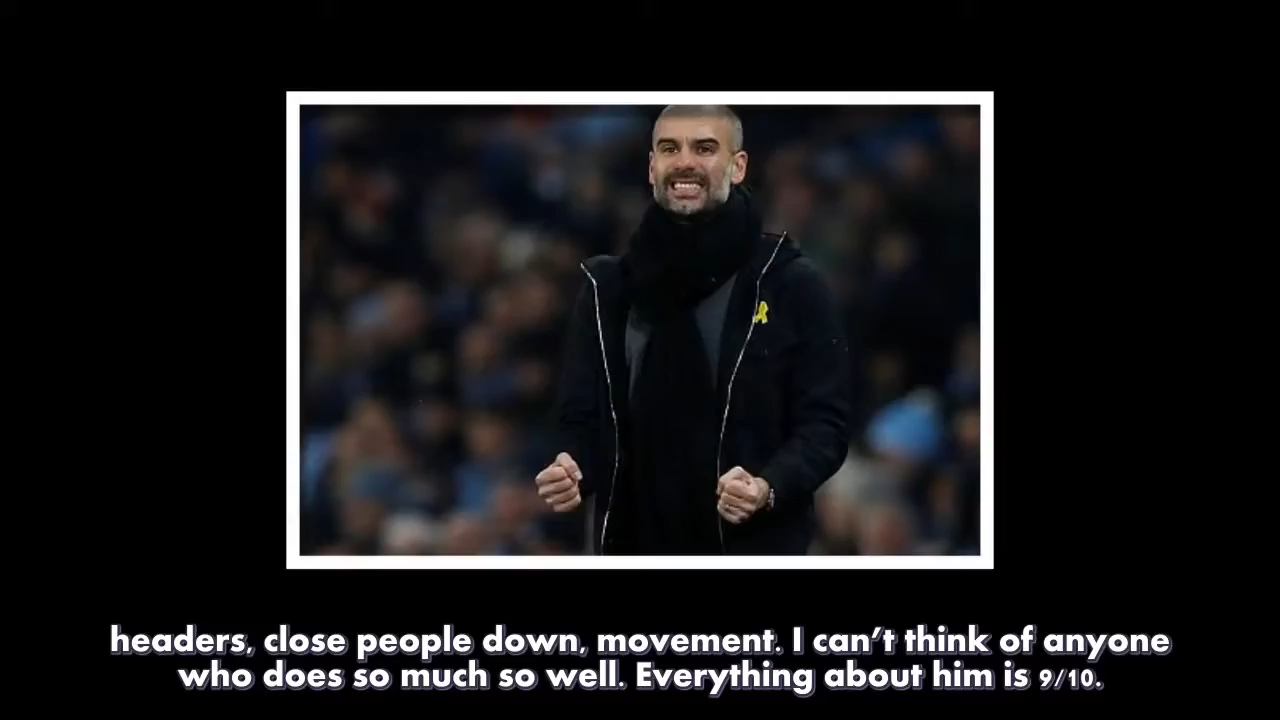 headers, close people down, movement. I can't think of anyone
who does so much so well. Everything about him is 9/10.